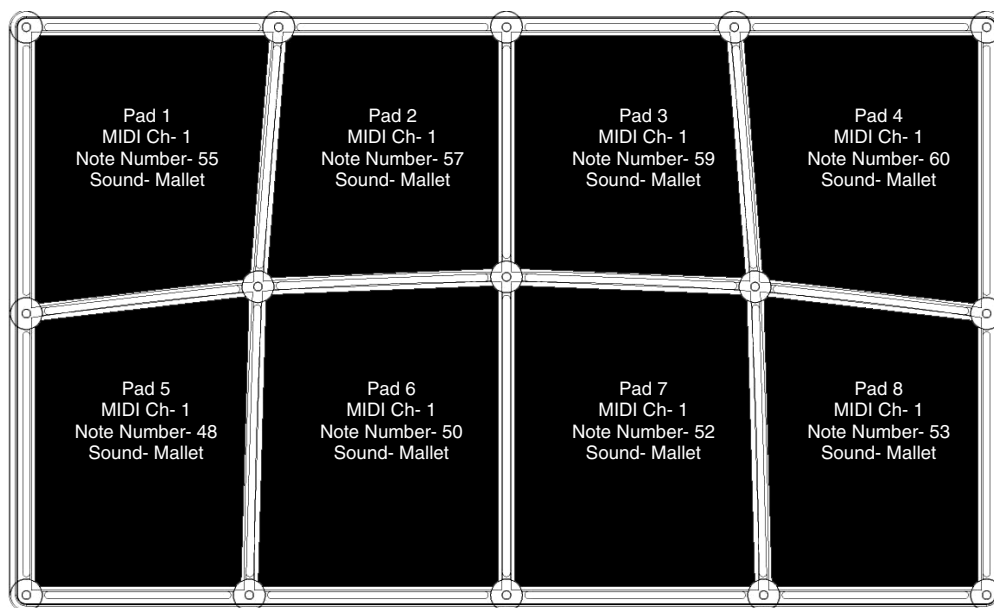 Pad 1
MIDI Ch- 1
Note Number- 55
Sound- Mallet
Pad 2
MIDI Ch- 1
Note Number- 57
Sound- Mallet
Pad 3
MIDI Ch- 1
Note Number- 59
Sound- Mallet
Pad 4
MIDI Ch- 1
Note Number- 60
Sound- Mallet
Pad 5
MIDI Ch- 1
Note Number- 48
Sound- Mallet
Pad 6
MIDI Ch- 1
Note Number- 50
Sound- Mallet
Pad 7
MIDI Ch- 1
Note Number- 52
Sound- Mallet
Pad 8
MIDI Ch- 1
Note Number- 53
Sound- Mallet